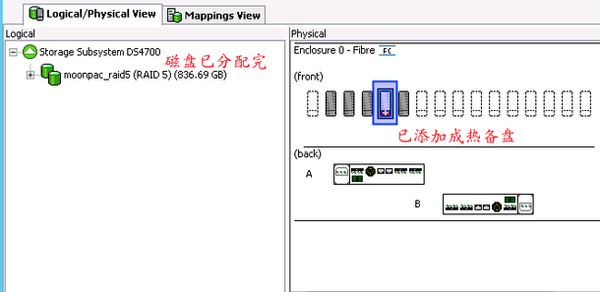 Logical/Physical View
Mappings View
Logical
Physical
Storage Subsystem DS4700
磁盘已分配完
moonpac_raid5 (RAID 5) (836.69 GB)
Enclosure 0 - Fibre FC
(front)
已添加成热备盘
(back)
A
B